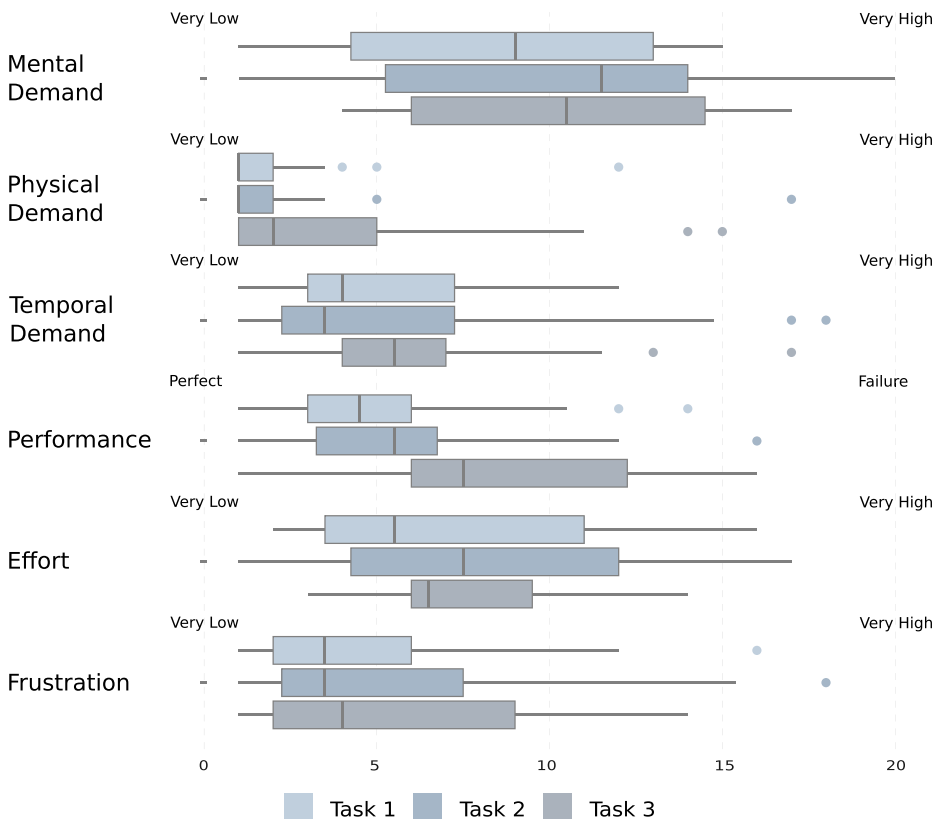 Very Low Very High
Mental
Demand
Very Low Very High
Physical
Demand
Very Low Very High
Temporal
Demand
Perfect Failure
Performance
Very Low Very High
Effort
Very Low Very High
Frustration
0 5 10 15 20
Task 1 Task 2 Task 3